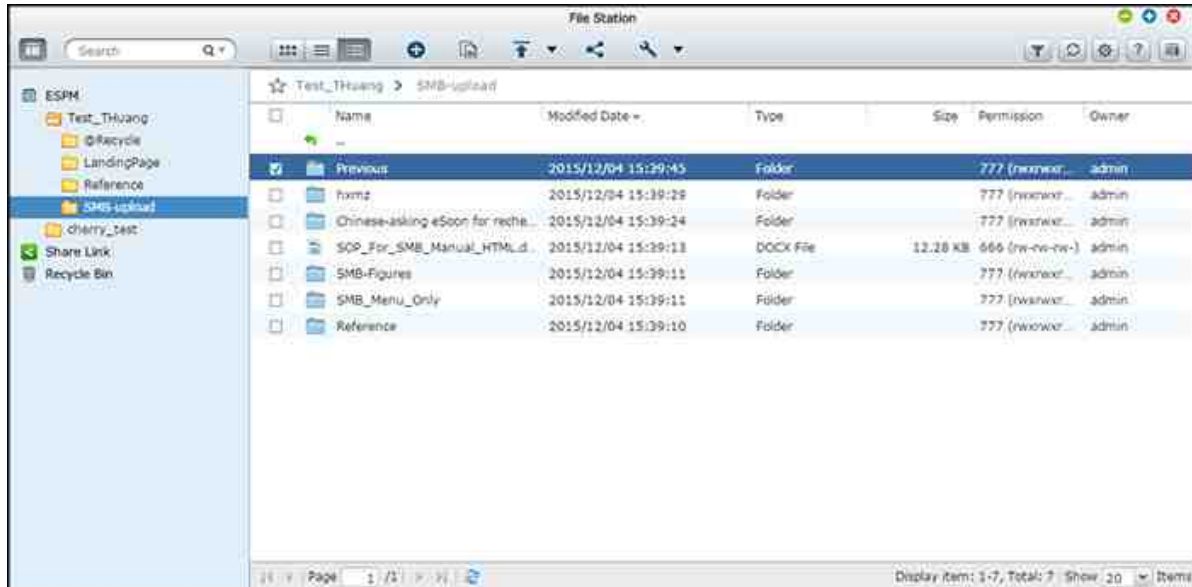 File Station
Search
ESPM
Test_THuang
@Recycle
LandingPage
Reference
SMB-upload
cherry_test
Share Link
Recycle Bin
Test_THuang > SMB-upload
Name Modified Date Type Size Permission Owner
..
Previous 2015/12/04 15:39:45 Folder 777 (rwxrwxr... admin
hxmz 2015/12/04 15:39:29 Folder 777 (rwxrwxr... admin
Chinese-asking eSoon for reche... 2015/12/04 15:39:24 Folder 777 (rwxrwxr... admin
SOP_For_SMB_Manual_HTML.d... 2015/12/04 15:39:13 DOCX File 12.28 KB 666 (rw-rw-rw-) admin
SMB-Figures 2015/12/04 15:39:11 Folder 777 (rwxrwxr... admin
SMB_Menu_Only 2015/12/04 15:39:11 Folder 777 (rwxrwxr... admin
Reference 2015/12/04 15:39:10 Folder 777 (rwxrwxr... admin
Page 1 /1 Display item: 1-7, Total: 7 Show 20 Items